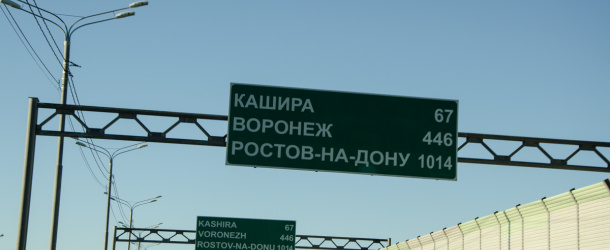 КАШИРА 67
ВОРОНЕЖ 446
РОСТОВ-НА-ДОНУ 1014
KASHIRA 67
VORONEZH 446
ROSTOV-NA-DONU 1014